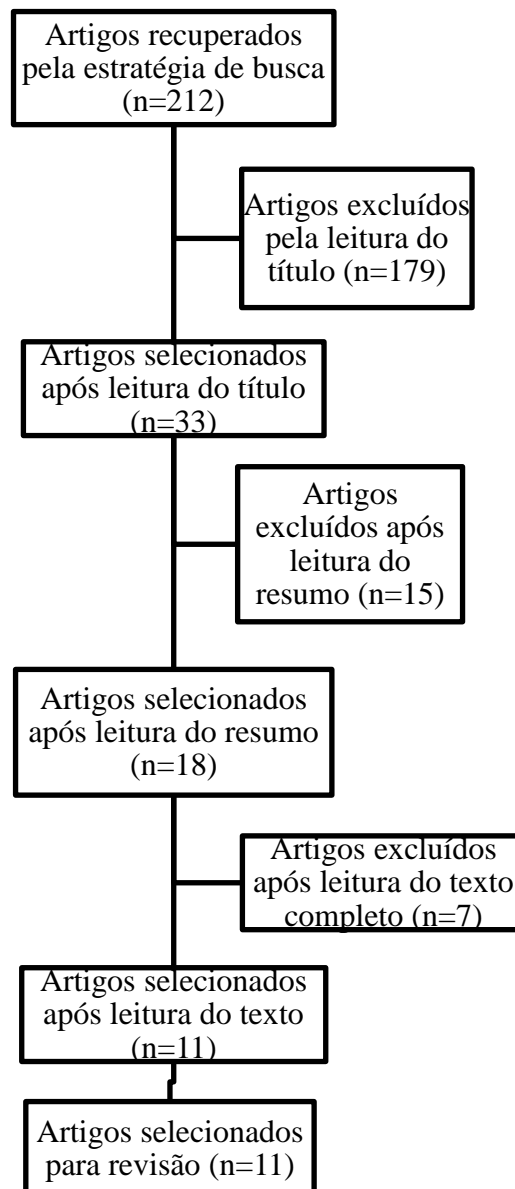 Artigos recuperados
pela estratégia de busca
(n=212)
Artigos excluídos
pela leitura do
título (n=179)
Artigos selecionados
após leitura do título
(n=33)
Artigos
excluídos após
leitura do
resumo (n=15)
Artigos selecionados
após leitura do resumo
(n=18)
Artigos excluídos
após leitura do texto
completo (n=7)
Artigos selecionados
após leitura do texto
(n=11)
Artigos selecionados
para revisão (n=11)